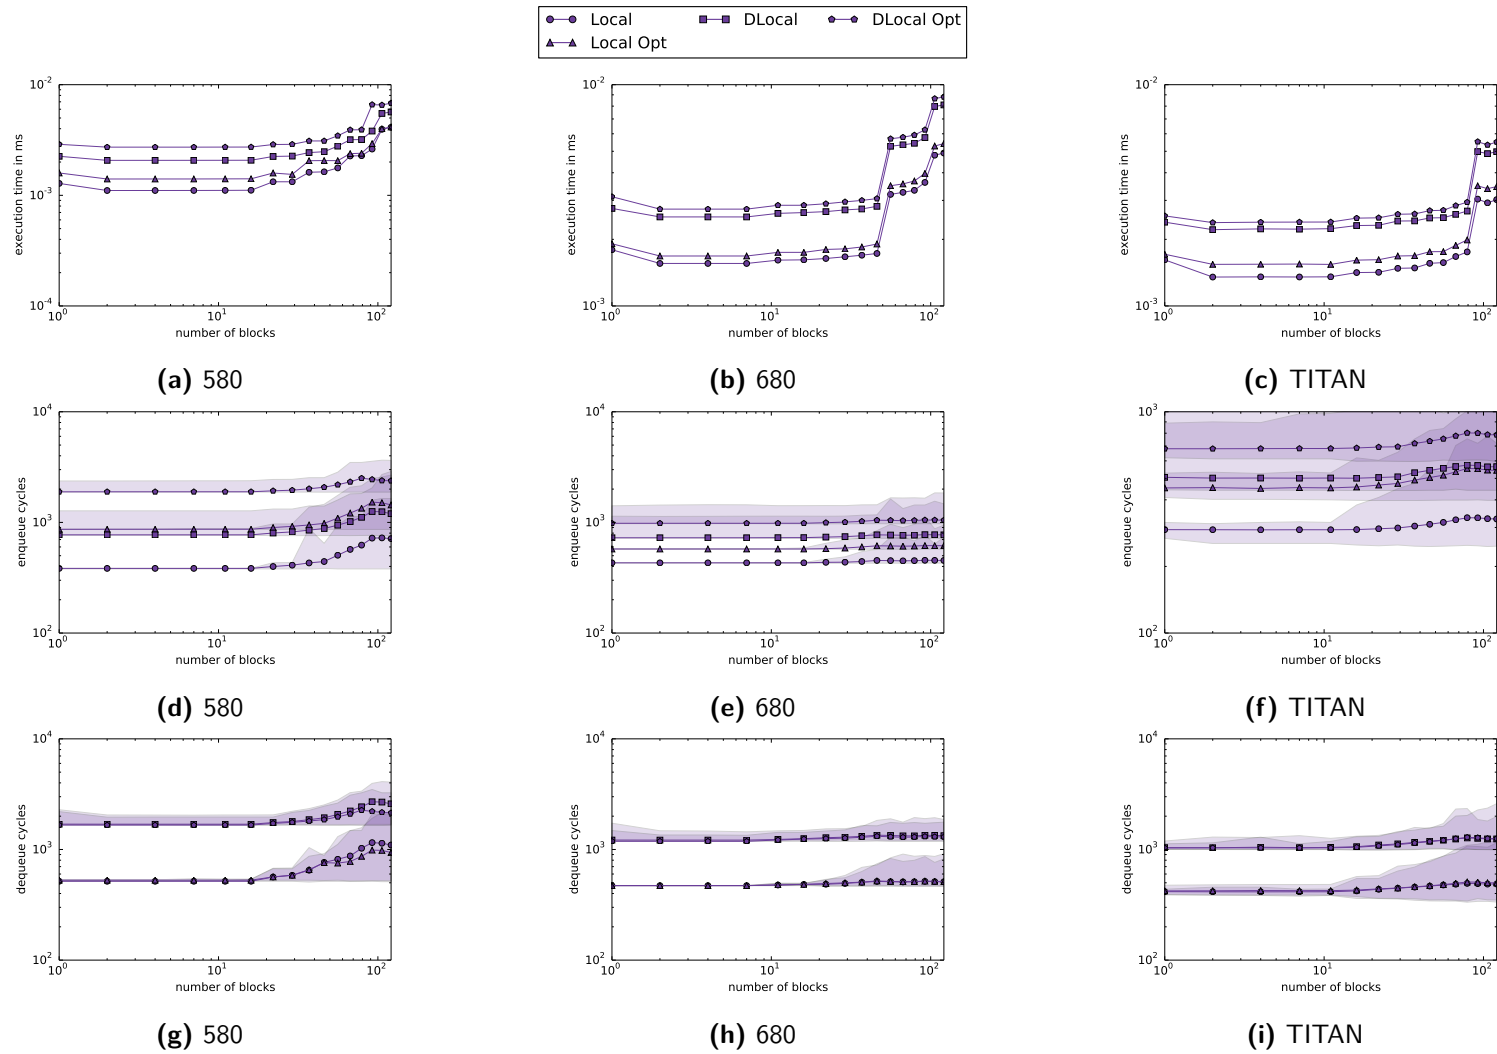 Local
DLocal
DLocal Opt
Local Opt
10^-2
10^-3
10^-4
execution time in ms
10^0
10^1
10^2
number of blocks
(a) 580
10^-2
10^-3
execution time in ms
10^0
10^1
10^2
number of blocks
(b) 680
10^-2
10^-3
execution time in ms
10^0
10^1
10^2
number of blocks
(c) TITAN
10^4
10^3
10^2
enqueue cycles
10^0
10^1
10^2
number of blocks
(d) 580
10^4
10^3
10^2
enqueue cycles
10^0
10^1
10^2
number of blocks
(e) 680
10^3
10^2
enqueue cycles
10^0
10^1
10^2
number of blocks
(f) TITAN
10^4
10^3
10^2
dequeue cycles
10^0
10^1
10^2
number of blocks
(g) 580
10^4
10^3
10^2
dequeue cycles
10^0
10^1
10^2
number of blocks
(h) 680
10^4
10^3
10^2
dequeue cycles
10^0
10^1
10^2
number of blocks
(i) TITAN